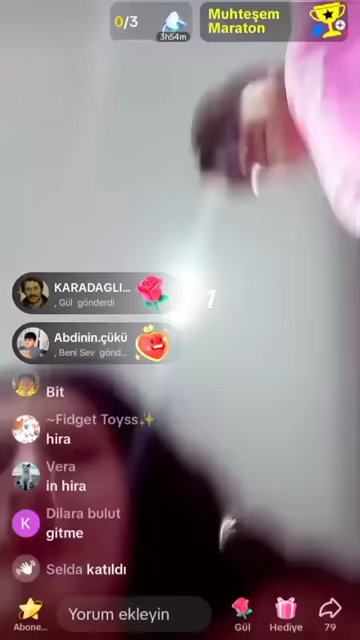 0/3
3h54m
Muhteşem
Maraton
KARADAGLI...
, Gül gönderdi
Abdinin.çükü
, Beni Sev gönd...
Bit
~Fidget Toyss✨
hira
Vera
in hira
K
Dilara bulut
gitme
Selda katıldı
Abone...
Yorum ekleyin
Gül
Hediye
79